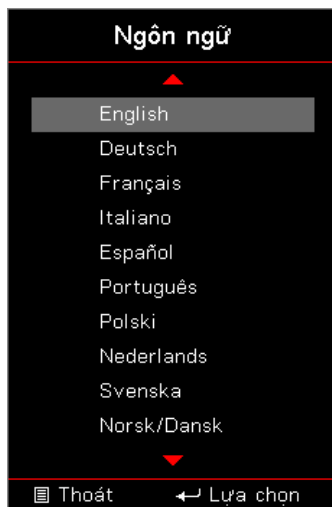 Ngôn ngữ
English
Deutsch
Français
Italiano
Español
Português
Polski
Nederlands
Svenska
Norsk/Dansk
Thoát Lựa chọn